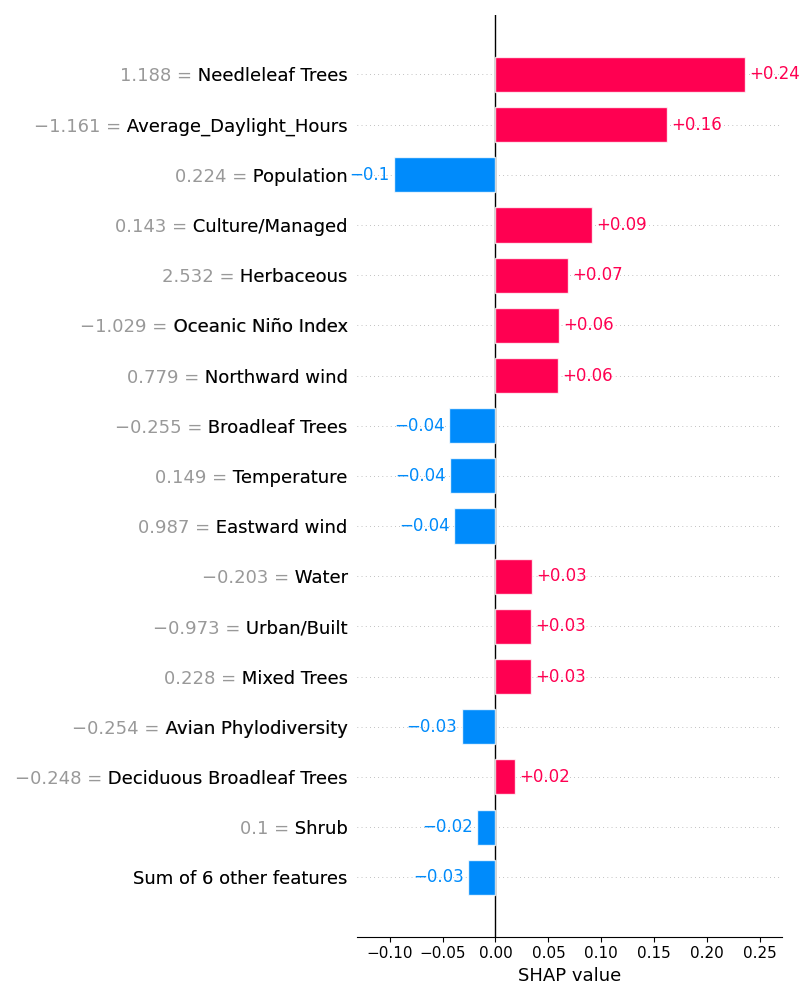 1.188 = Needleleaf Trees +0.24
−1.161 = Average_Daylight_Hours +0.16
0.224 = Population −0.1
0.143 = Culture/Managed +0.09
2.532 = Herbaceous +0.07
−1.029 = Oceanic Niño Index +0.06
0.779 = Northward wind +0.06
−0.255 = Broadleaf Trees −0.04
0.149 = Temperature −0.04
0.987 = Eastward wind −0.04
−0.203 = Water +0.03
−0.973 = Urban/Built +0.03
0.228 = Mixed Trees +0.03
−0.254 = Avian Phylodiversity −0.03
−0.248 = Deciduous Broadleaf Trees +0.02
0.1 = Shrub −0.02
Sum of 6 other features −0.03
−0.10 −0.05 0.00 0.05 0.10 0.15 0.20 0.25
SHAP value